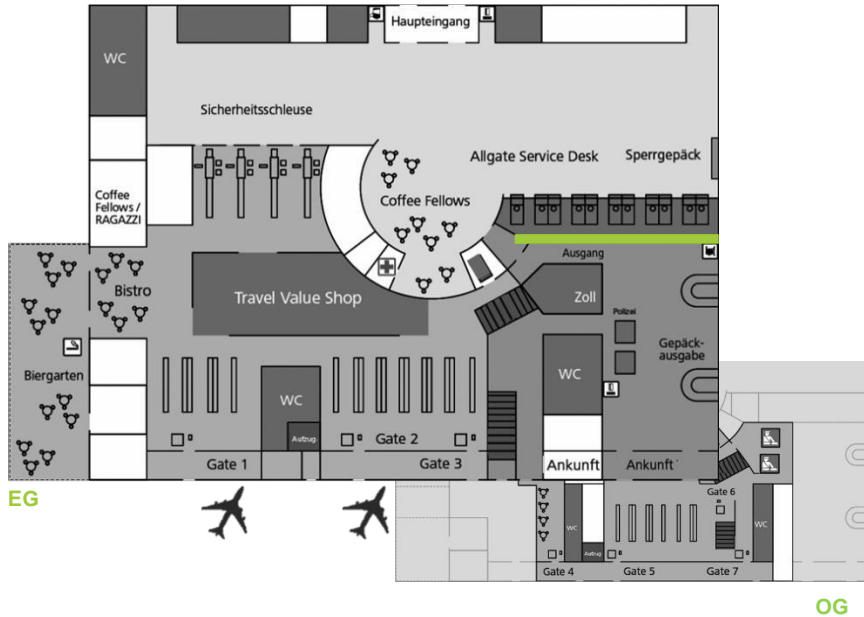 Haupteingang
WC
Sicherheitsschleuse
Allgate Service Desk
Sperrgepäck
Coffee
Fellows /
RAGAZZI
Coffee Fellows
Ausgang
Bistro
Travel Value Shop
Zoll
Polizei
Gepäck-
ausgabe
Biergarten
WC
WC
Aufzug
Gate 1
Gate 2
Gate 3
Ankunft
Ankunft
EG
Gate 6
WC
WC
Aufzug
Gate 4
Gate 5
Gate 7
OG